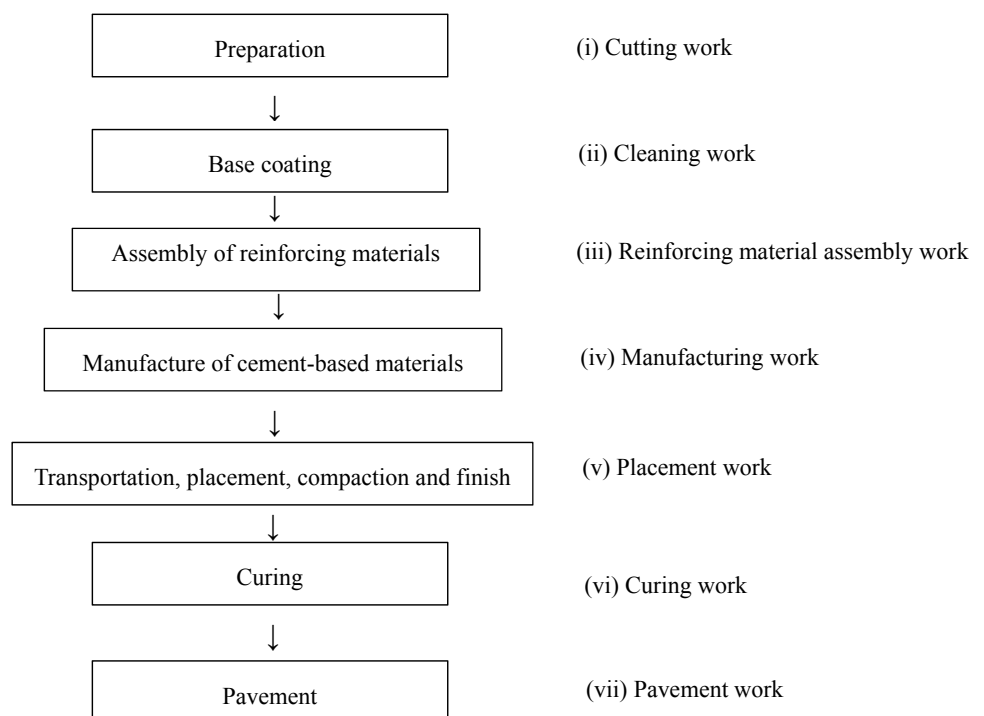 Preparation (i) Cutting work
↓
Base coating (ii) Cleaning work
↓
Assembly of reinforcing materials (iii) Reinforcing material assembly work
↓
Manufacture of cement-based materials (iv) Manufacturing work
↓
Transportation, placement, compaction and finish (v) Placement work
↓
Curing (vi) Curing work
↓
Pavement (vii) Pavement work